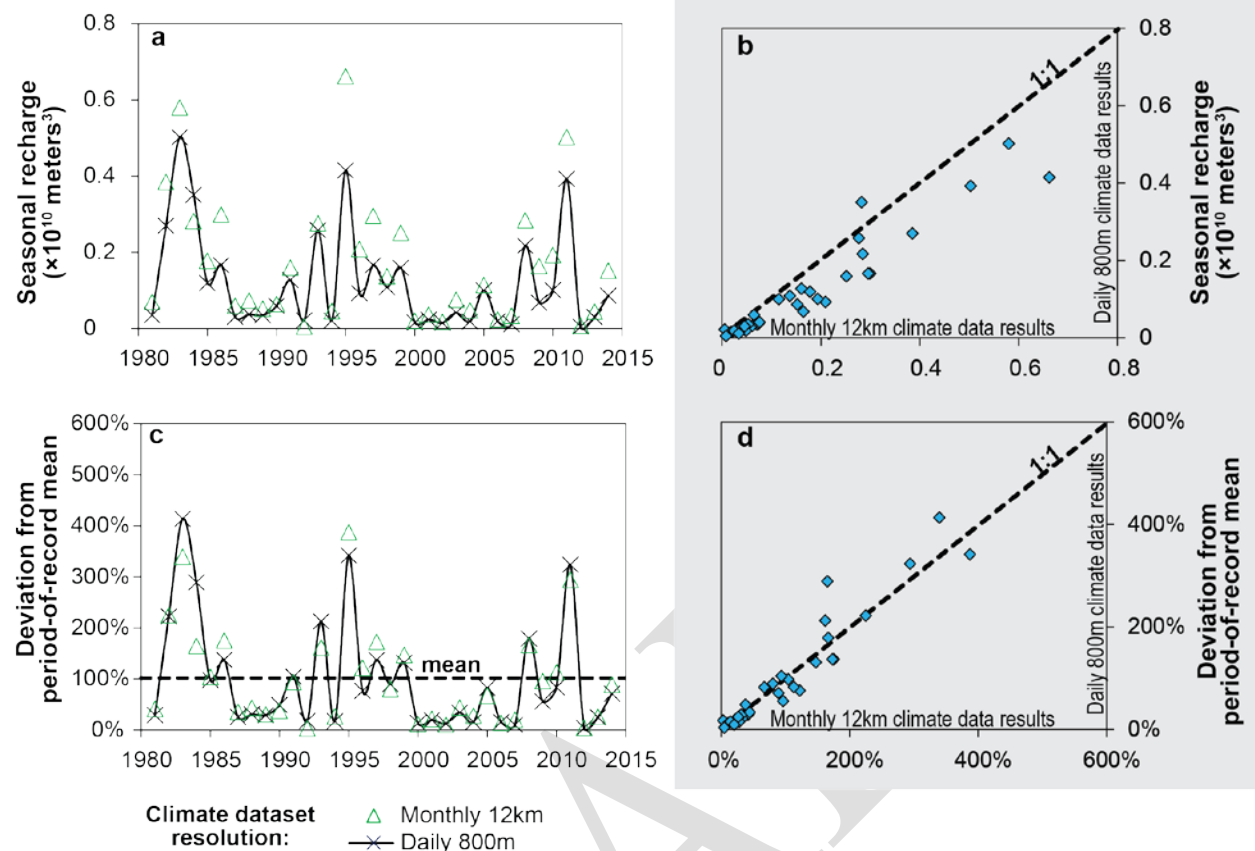 a
0.8
0.6
0.4
0.2
0
Seasonal recharge
(×10¹⁰ meters³)
1980 1985 1990 1995 2000 2005 2010 2015
b
1:1
0.8
0.6
0.4
0.2
0
Daily 800m climate data results
Monthly 12km climate data results
Seasonal recharge
(×10¹⁰ meters³)
0 0.2 0.4 0.6 0.8
c
600%
500%
400%
300%
200%
100%
0%
Deviation from
period-of-record mean
mean
1980 1985 1990 1995 2000 2005 2010 2015
d
1:1
600%
400%
200%
0%
Daily 800m climate data results
Monthly 12km climate data results
Deviation from
period-of-record mean
0% 200% 400% 600%
Climate dataset
resolution:
Monthly 12km
Daily 800m